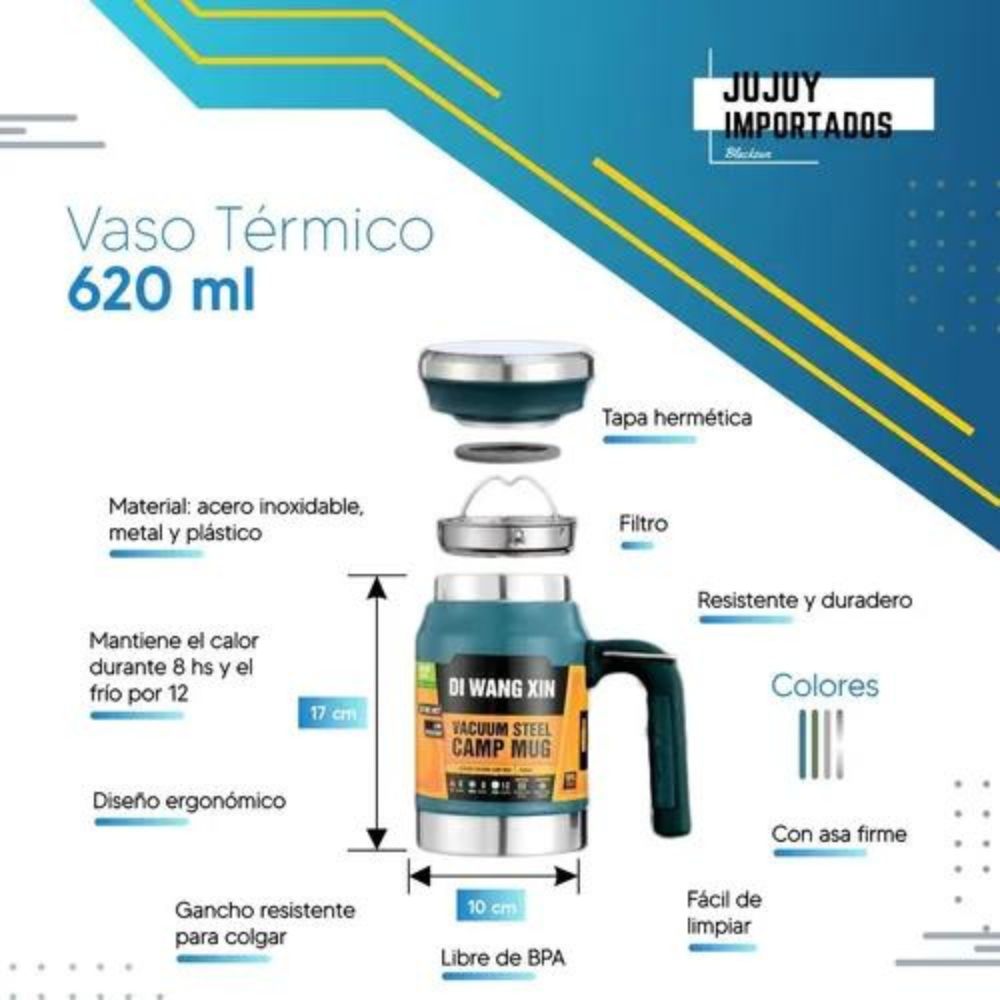 JUJUY
IMPORTADOS
Vaso Térmico
620 ml
Tapa hermética
Material: acero inoxidable,
metal y plástico
Filtro
Resistente y duradero
Mantiene el calor
durante 8 hs y el
frío por 12
Colores
17 cm
DI WANG XIN
VACUUM STEEL
CAMP MUG
Diseño ergonómico
Con asa firme
10 cm
Fácil de
limpiar
Gancho resistente
para colgar
Libre de BPA